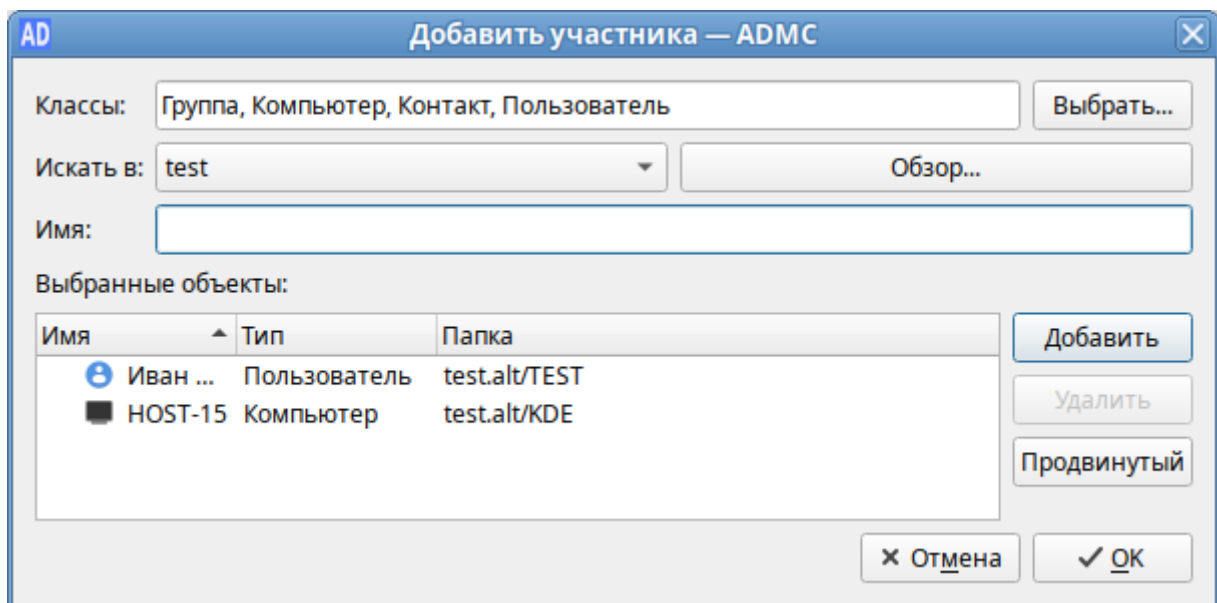 AD Добавить участника — ADMC
Классы: Группа, Компьютер, Контакт, Пользователь Выбрать...
Искать в: test Обзор...
Имя:
Выбранные объекты:
Имя Тип Папка Добавить
Иван ... Пользователь test.alt/TEST
Удалить
HOST-15 Компьютер test.alt/KDE
Продвинутый
Отмена OK